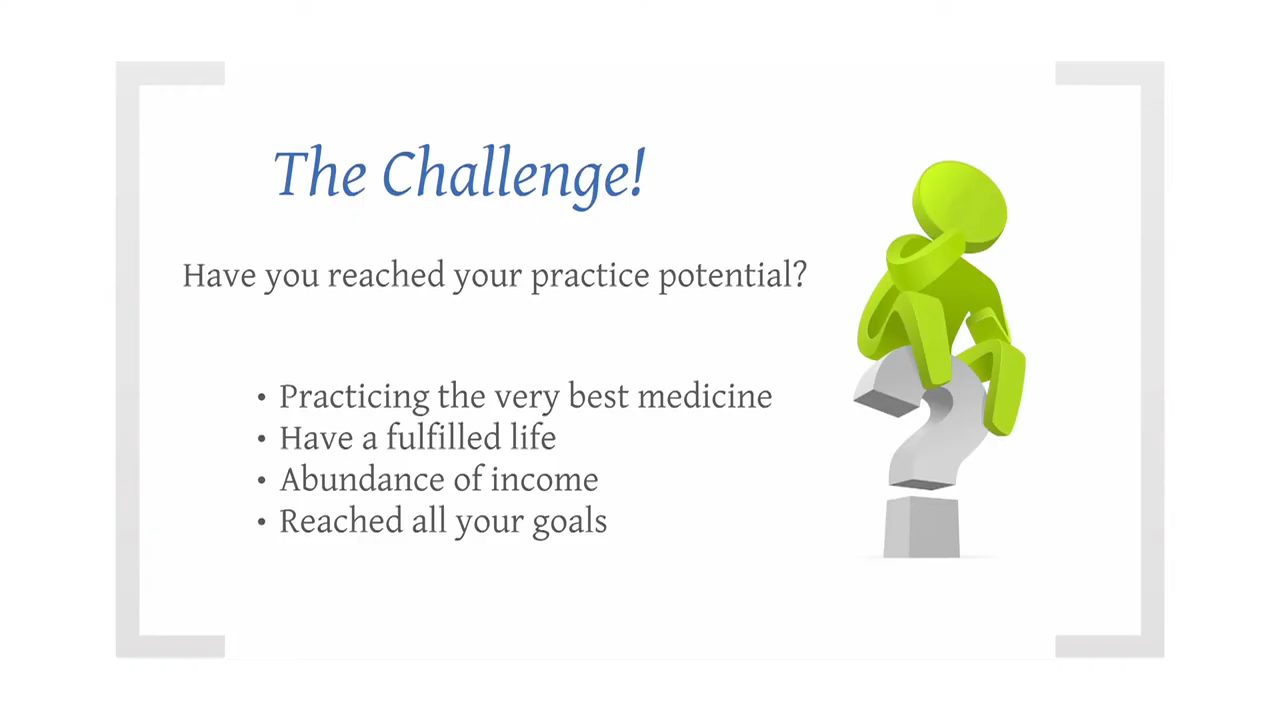 The Challenge!
Have you reached your practice potential?
• Practicing the very best medicine
• Have a fulfilled life
• Abundance of income
• Reached all your goals